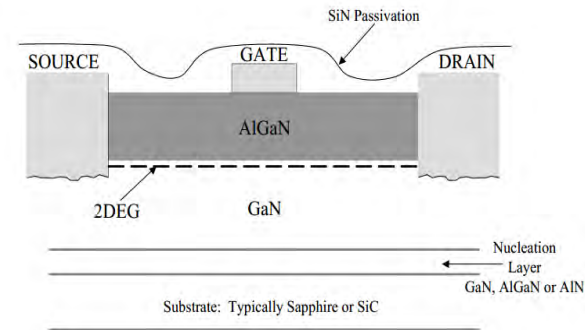 SiN Passivation
SOURCE
GATE
DRAIN
AlGaN
2DEG
GaN
Nucleation
Layer
GaN, AlGaN or AlN
Substrate: Typically Sapphire or SiC